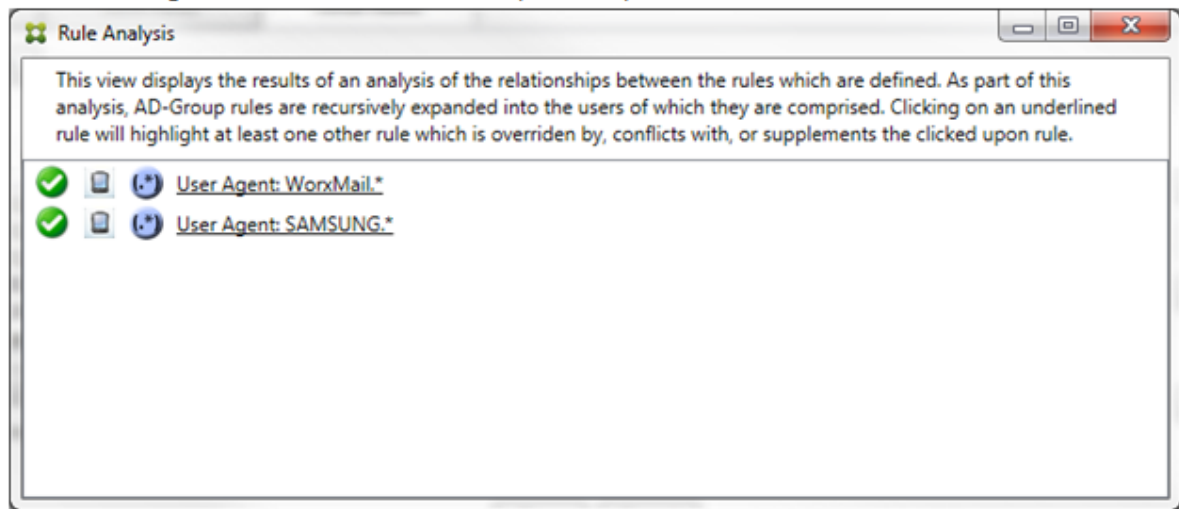 Rule Analysis
This view displays the results of an analysis of the relationships between the rules which are defined. As part of this
analysis, AD-Group rules are recursively expanded into the users of which they are comprised. Clicking on an underlined
rule will highlight at least one other rule which is overriden by, conflicts with, or supplements the clicked upon rule.
(.*) User Agent: WorxMail.*
(.*) User Agent: SAMSUNG.*